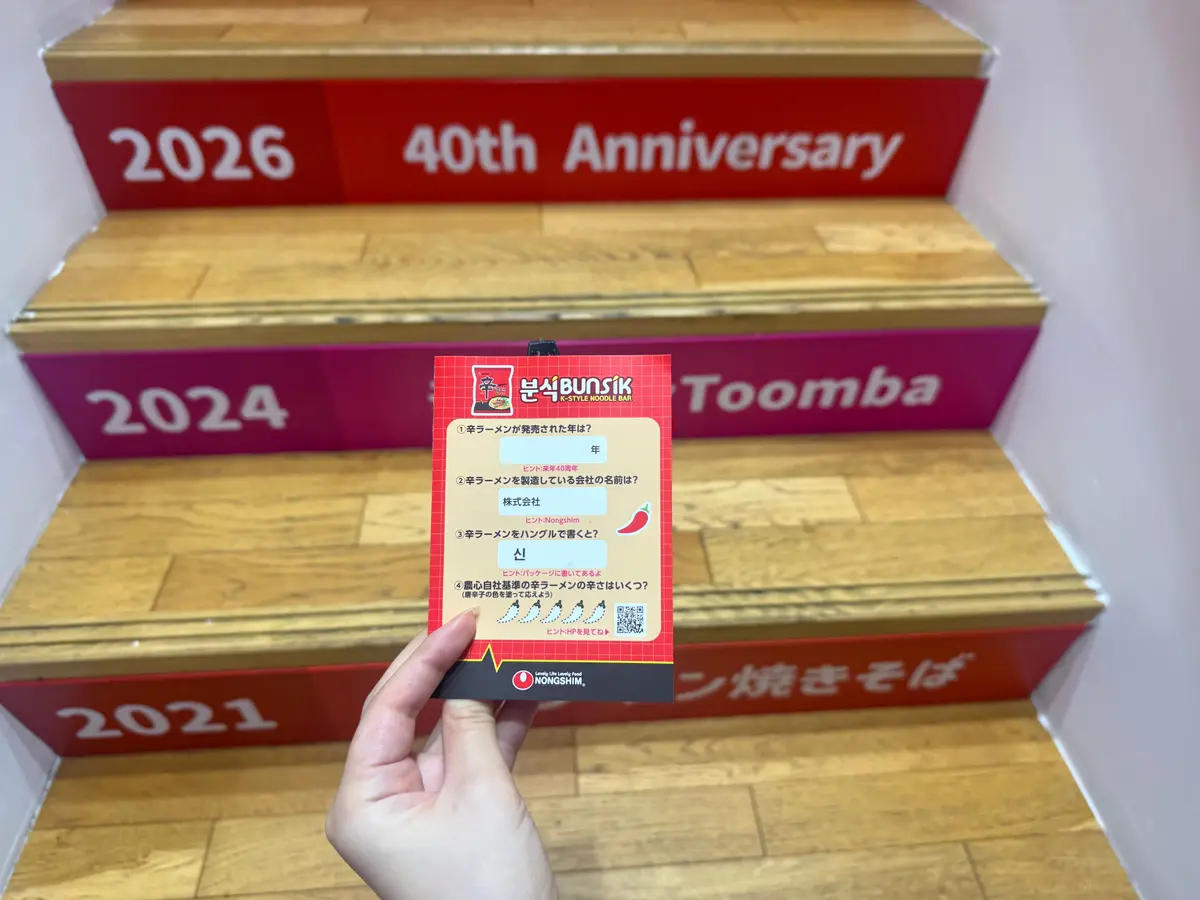 2026 40th Anniversary
2024 Toomba
辛
분식BUNSIK
K-STYLE NOODLE BAR
①辛ラーメンが発売された年は?
年
ヒント:来年40周年
②辛ラーメンを製造している会社の名前は?
株式会社
ヒント:Nongshim
③辛ラーメンをハングルで書くと?
신
ヒント:パッケージに書いてあるよ
④農心自社基準の辛ラーメンの辛さはいくつ?
(唐辛子の色を塗って応えよう)
ヒント:HPを見てね▶
Lovely Life Lovely Food
NONGSHIM
2021 ン焼きそば